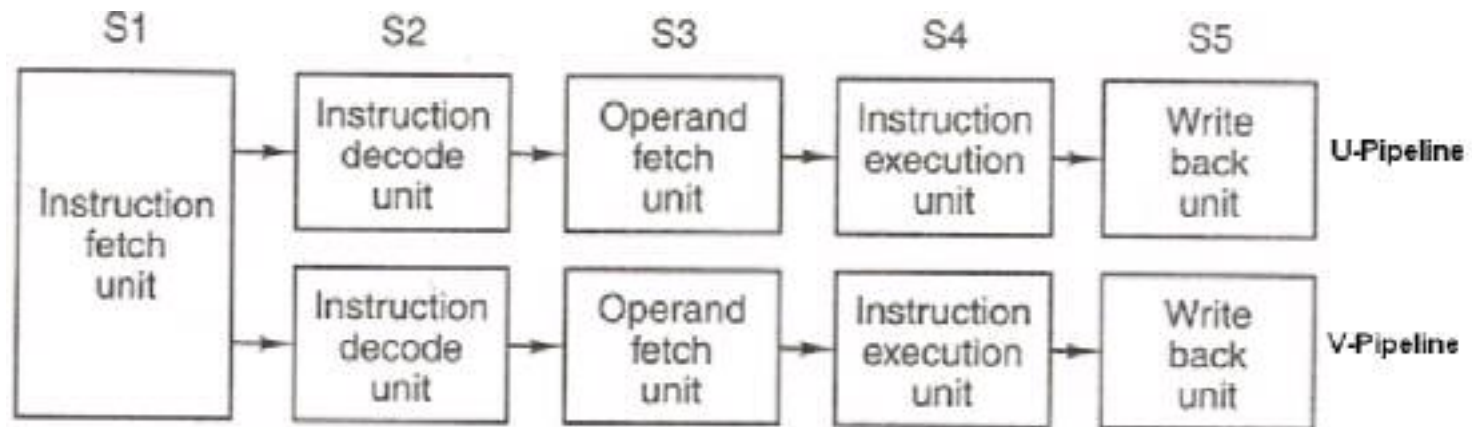 S1 S2 S3 S4 S5
Instruction
fetch
unit
Instruction
decode
unit
Operand
fetch
unit
Instruction
execution
unit
Write
back
unit
U-Pipeline
Instruction
decode
unit
Operand
fetch
unit
Instruction
execution
unit
Write
back
unit
V-Pipeline